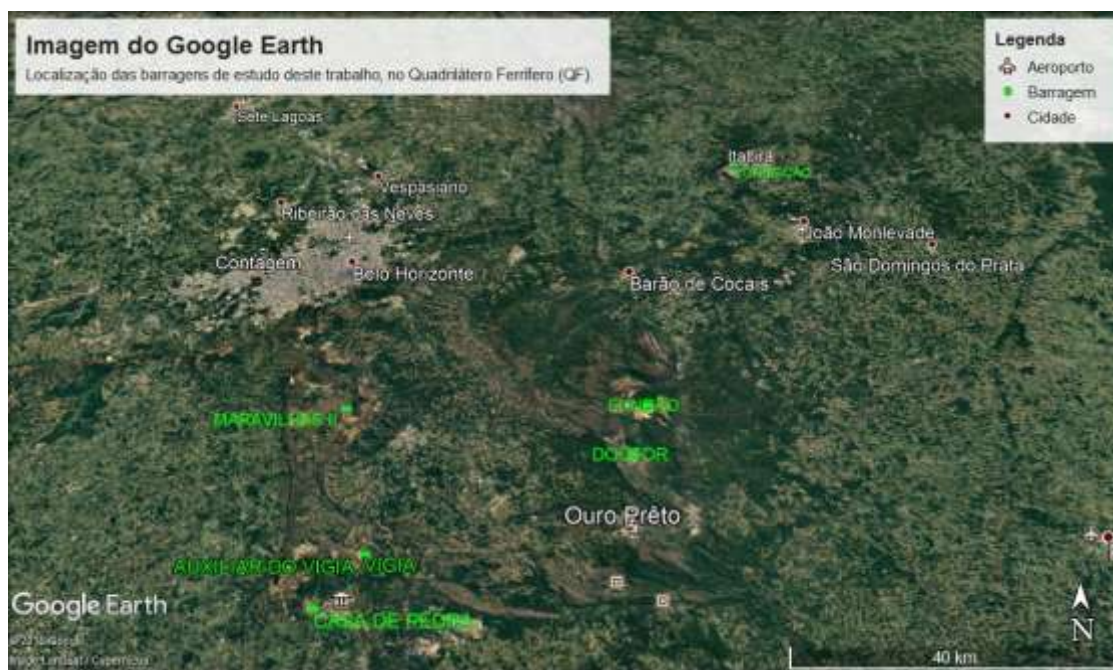 Imagem do Google Earth
Localização das barragens de estudo deste trabalho, no Quadrilátero Ferrífero (QF).
Legenda
Aeroporto
Barragem
Cidade
Sete Lagoas
Itabira
Vespasiano
Ribeirão das Neves
João Monlevade
Contagem
São Domingos do Prata
Belo Horizonte
Barão de Cocais
MARAVILHAS II
DOUTOR
Ouro Prêto
AUXILIAR DO VIGIA
VIGIA
Google Earth
CASA DE PEDRA
N
40 km